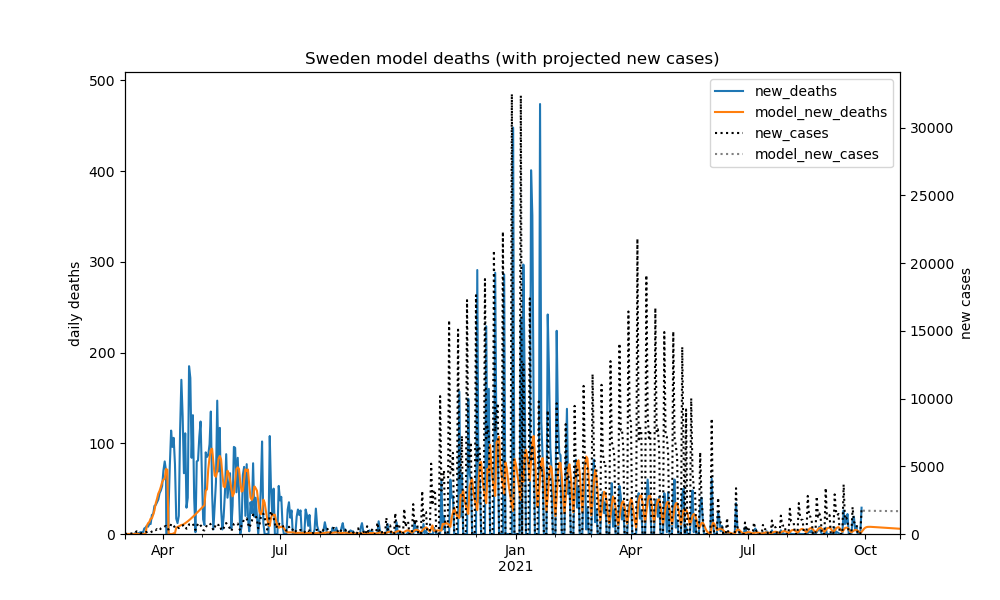 Sweden model deaths (with projected new cases)
500
400
300
200
100
0
daily deaths
30000
25000
20000
15000
10000
5000
0
new cases
new_deaths
model_new_deaths
new_cases
model_new_cases
Apr
Jul
Oct
Jan
2021
Apr
Jul
Oct